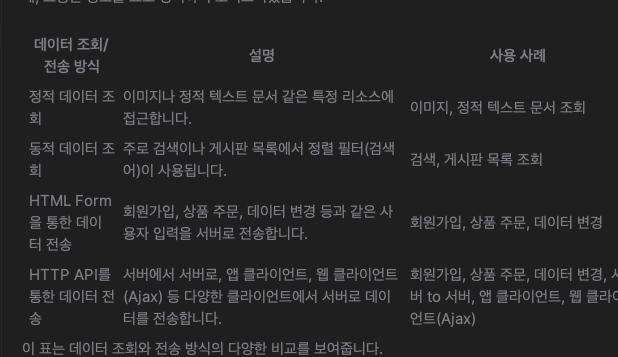 데이터 조회/
전송 방식
설명
사용 사례
정적 데이터 조
회
이미지나 정적 텍스트 문서 같은 특정 리소스에
접근합니다.
이미지, 정적 텍스트 문서 조회
동적 데이터 조
회
주로 검색이나 게시판 목록에서 정렬 필터(검색
어)이 사용됩니다.
검색, 게시판 목록 조회
HTML Form
을 통한 데이
터 전송
회원가입, 상품 주문, 데이터 변경 등과 같은 사
용자 입력을 서버로 전송합니다.
회원가입, 상품 주문, 데이터 변경
HTTP API를
통한 데이터 전
송
서버에서 서버로, 앱 클라이언트, 웹 클라이언트
(Ajax) 등 다양한 클라이언트에서 서버로 데이
터를 전송합니다.
회원가입, 상품 주문, 데이터 변경,
버 to 서버, 앱 클라이언트, 웹 클라이
언트(Ajax)
이 표는 데이터 조회와 전송 방식의 다양한 비교를 보여줍니다.